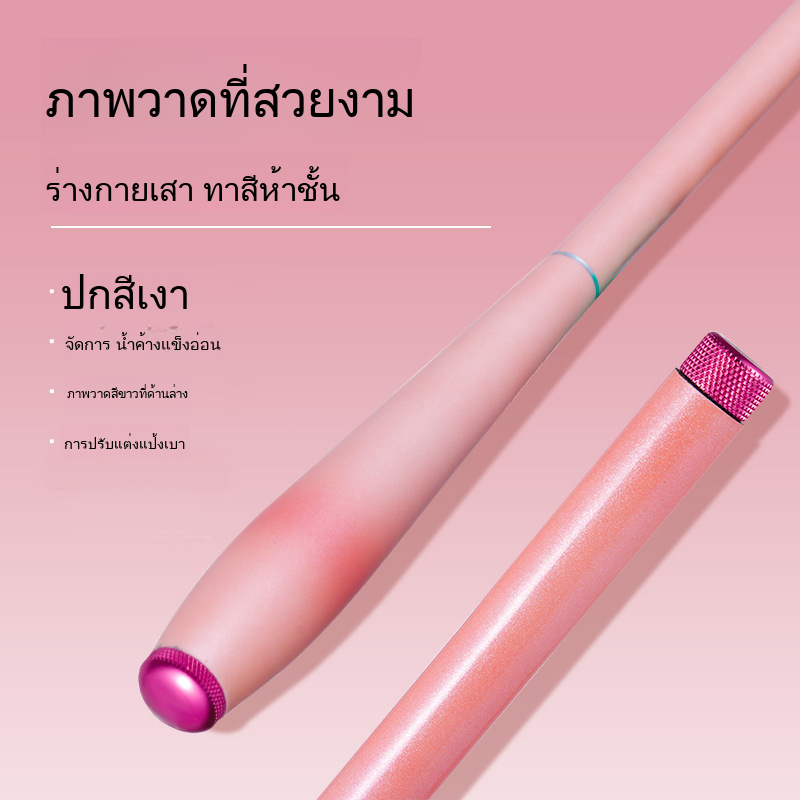 ภาพวาดที่สวยงาม
ร่างกายเสา ทาสีห้าชั้น
ปกสีเงา
จัดการ น้ำค้างแข็งอ่อน
ภาพวาดสีขาวที่ด้านล่าง
การปรับแต่งแป้งเบา